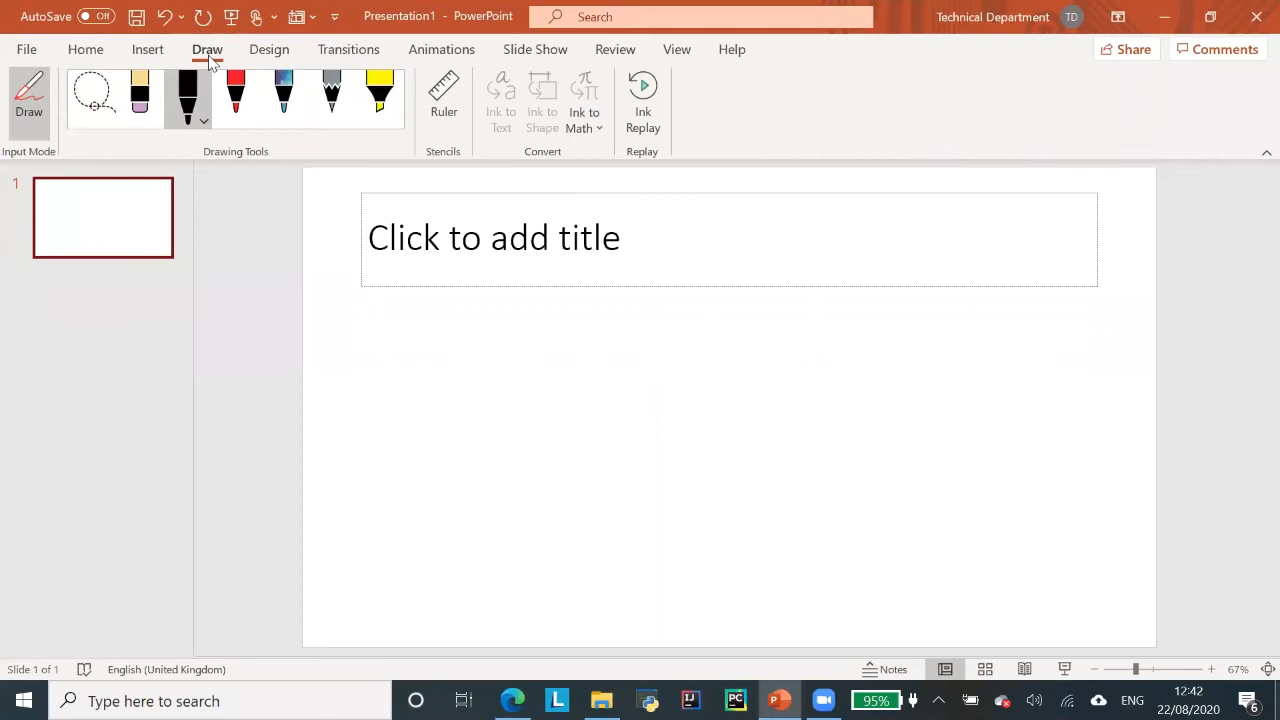 AutoSave Off Presentation1 - PowerPoint Search Technical Department TD
File Home Insert Draw Design Transitions Animations Slide Show Review View Help Share Comments
Draw
Ruler
Ink to Text
Ink to Shape
Ink to Math
Ink Replay
Input Mode Drawing Tools Stencils Convert Replay
1
Click to add title
Slide 1 of 1 English (United Kingdom) Notes 67%
Type here to search L PC P 95% ENG 12:42
22/08/2020 6